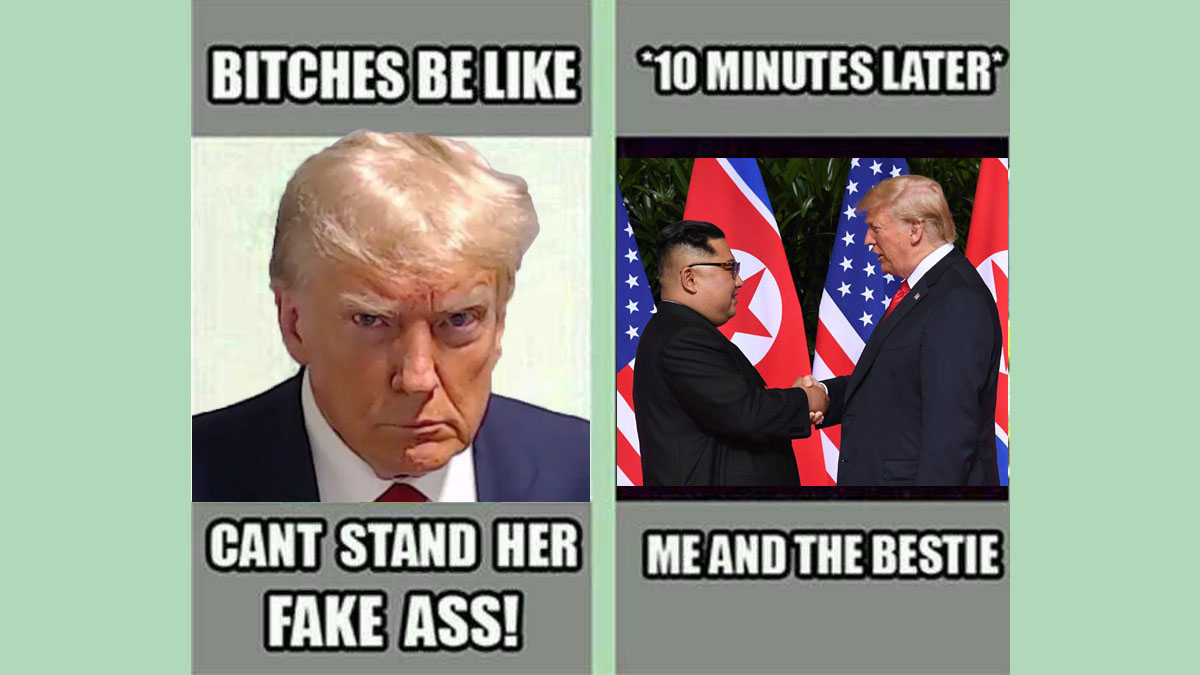 BITCHES BE LIKE
CANT STAND HER
FAKE ASS!
*10 MINUTES LATER*
ME AND THE BESTIE